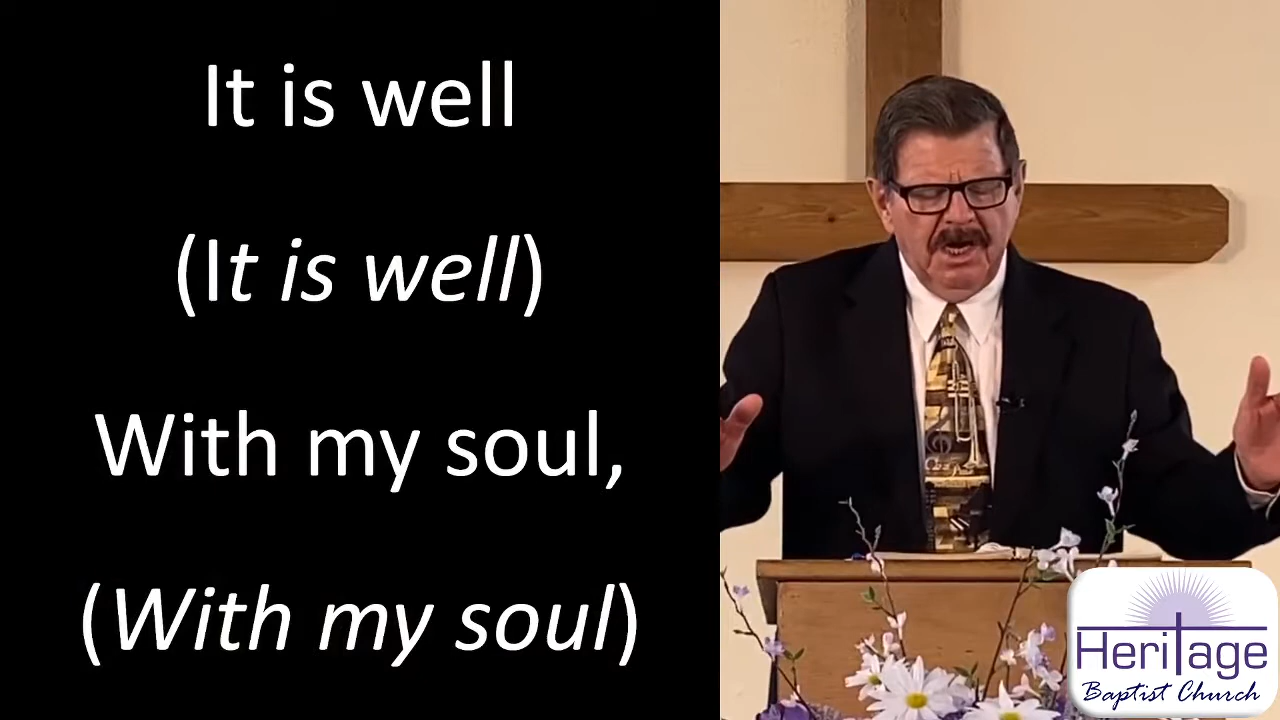 It is well
(It is well)
With my soul,
(With my soul)
Heritage
Baptist Church